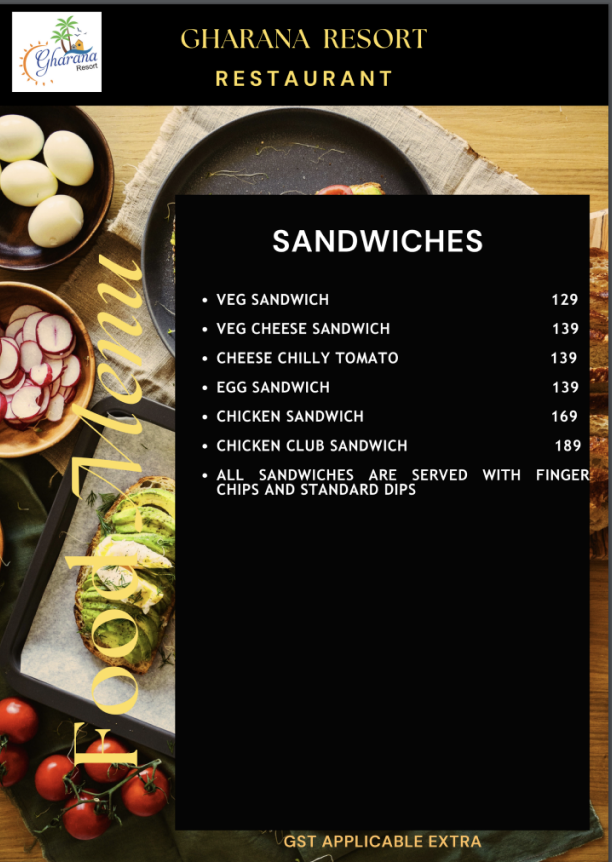 Gharana
Resort
GHARANA RESORT
RESTAURANT
Food Menu
SANDWICHES
• VEG SANDWICH 129
• VEG CHEESE SANDWICH 139
• CHEESE CHILLY TOMATO 139
• EGG SANDWICH 139
• CHICKEN SANDWICH 169
• CHICKEN CLUB SANDWICH 189
• ALL SANDWICHES ARE SERVED WITH FINGER
CHIPS AND STANDARD DIPS
GST APPLICABLE EXTRA